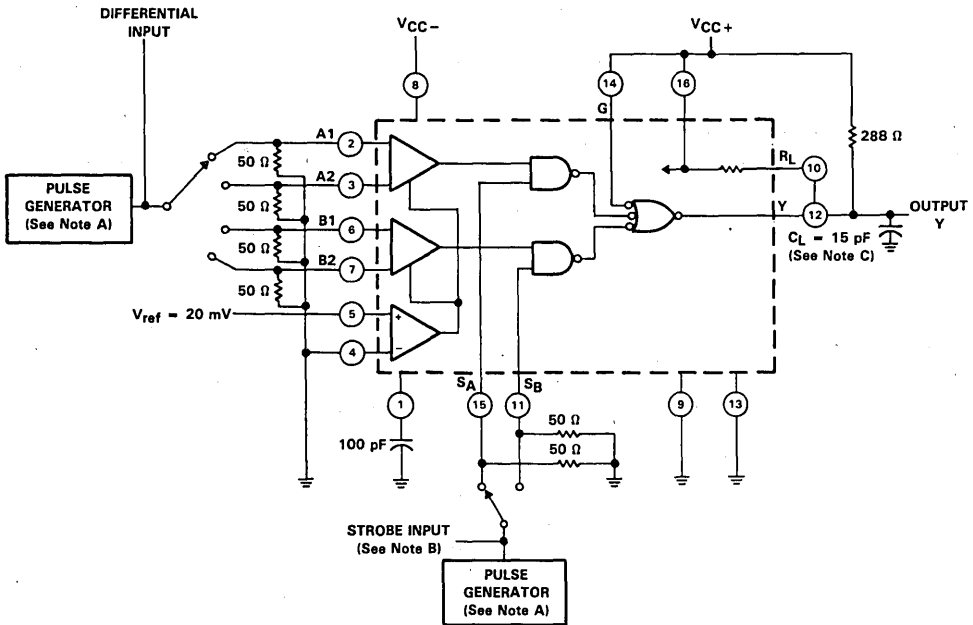 DIFFERENTIAL
INPUT
VCC−
VCC+
8
14
16
G
288 Ω
A1
2
50 Ω
RL
10
PULSE
GENERATOR
(See Note A)
A2
3
B1
6
50 Ω
Y
12
OUTPUT
Y
CL = 15 pF
(See Note C)
B2
7
50 Ω
Vref = 20 mV
5
+
4
−
SA
SB
1
15
11
9
13
100 pF
50 Ω
50 Ω
STROBE INPUT
(See Note B)
PULSE
GENERATOR
(See Note A)